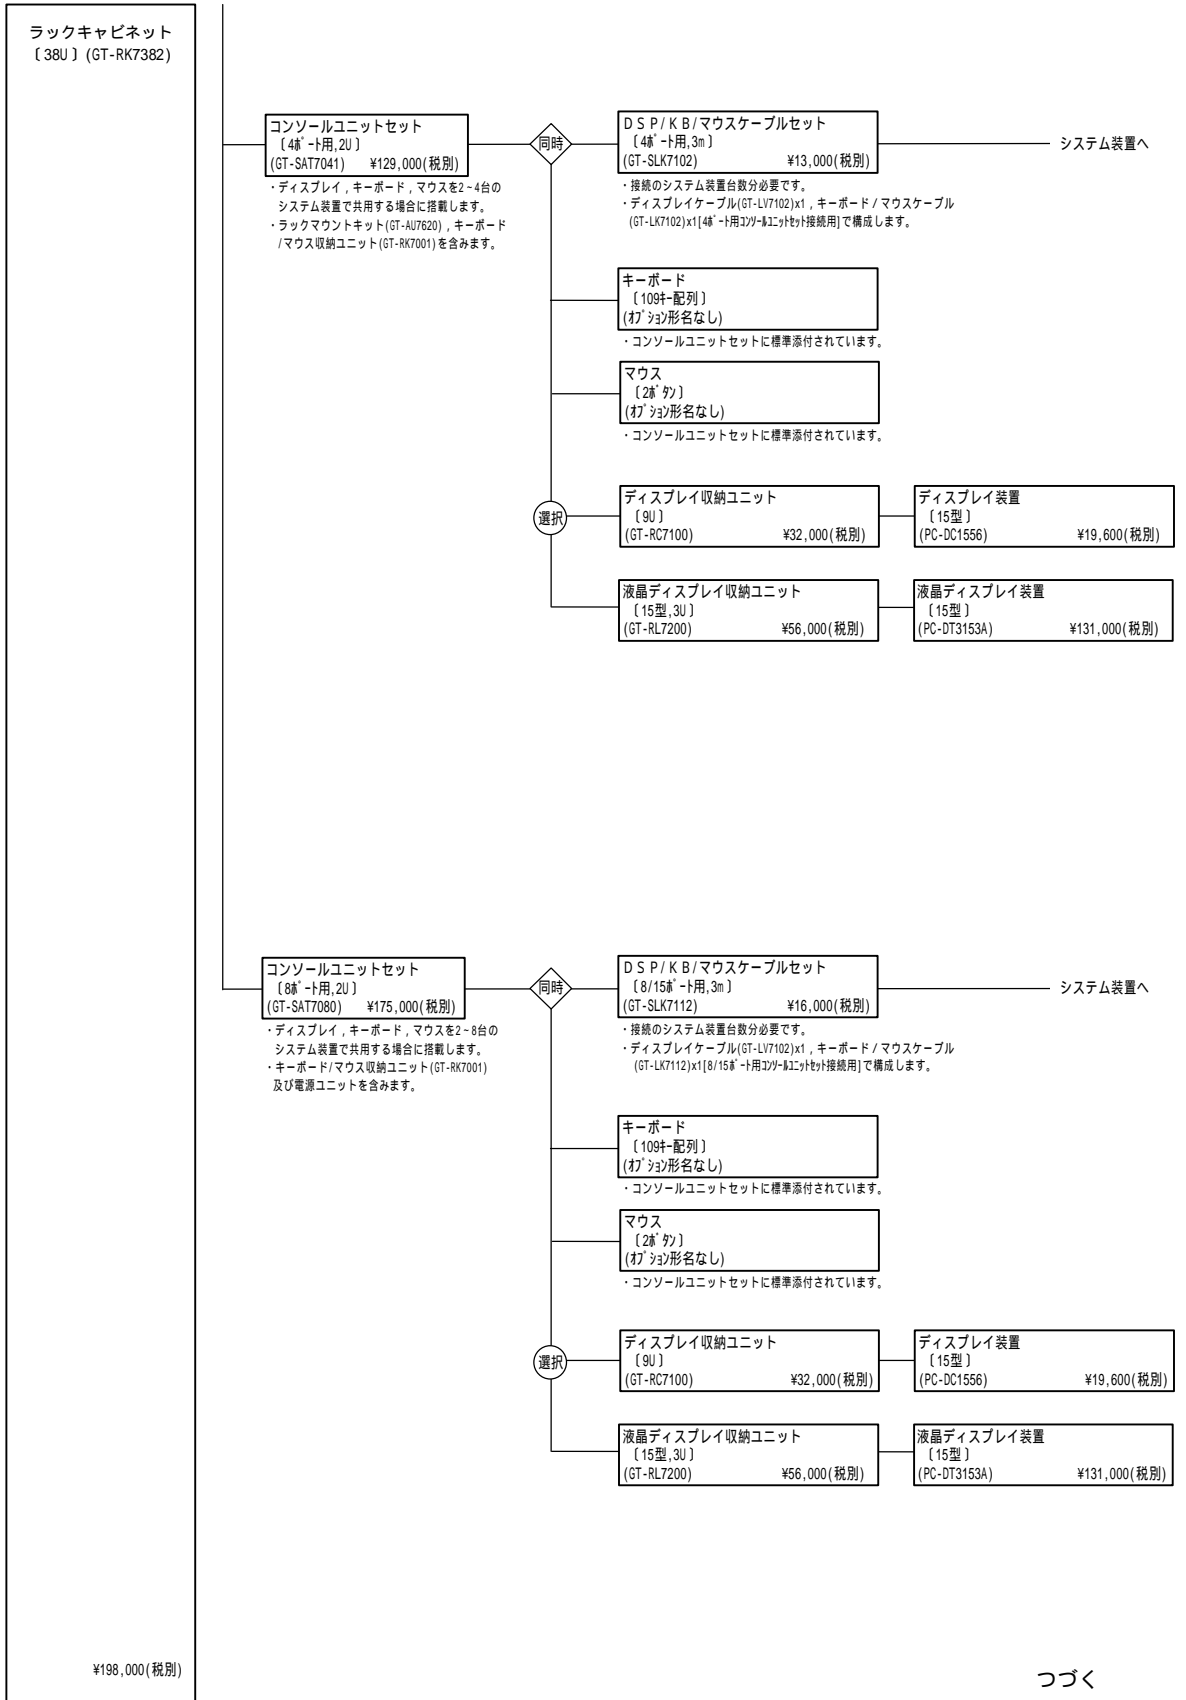 ラックキャビネット
〔38U〕(GT-RK7382)
コンソールユニットセット
〔4ﾎﾟｰﾄ用,2U〕
(GT-SAT7041) ¥129,000(税別)
・ディスプレイ，キーボード，マウスを2~4台の
システム装置で共用する場合に搭載します。
・ラックマウントキット(GT-AU7620)，キーボード
/マウス収納ユニット(GT-RK7001)を含みます。
同時
ＤＳＰ/ＫＢ/マウスケーブルセット
〔4ﾎﾟｰﾄ用,3m〕
(GT-SLK7102) ¥13,000(税別)
システム装置へ
・接続のシステム装置台数分必要です。
・ディスプレイケーブル(GT-LV7102)x1，キーボード／マウスケーブル
(GT-LK7102)x1[4ﾎﾟｰﾄ用ｺﾝｿｰﾙﾕﾆｯﾄｾｯﾄ接続用]で構成します。
キーボード
〔109ｷｰ配列〕
(ｵﾌﾟｼｮﾝ形名なし)
・コンソールユニットセットに標準添付されています。
マウス
〔2ﾎﾞﾀﾝ〕
(ｵﾌﾟｼｮﾝ形名なし)
・コンソールユニットセットに標準添付されています。
選択
ディスプレイ収納ユニット
〔9U〕
(GT-RC7100) ¥32,000(税別)
ディスプレイ装置
〔15型〕
(PC-DC1556) ¥19,600(税別)
液晶ディスプレイ収納ユニット
〔15型,3U〕
(GT-RL7200) ¥56,000(税別)
液晶ディスプレイ装置
〔15型〕
(PC-DT3153A) ¥131,000(税別)
コンソールユニットセット
〔8ﾎﾟｰﾄ用,2U〕
(GT-SAT7080) ¥175,000(税別)
・ディスプレイ，キーボード，マウスを2~8台の
システム装置で共用する場合に搭載します。
・キーボード/マウス収納ユニット(GT-RK7001)
及び電源ユニットを含みます。
同時
ＤＳＰ/ＫＢ/マウスケーブルセット
〔8/15ﾎﾟｰﾄ用,3m〕
(GT-SLK7112) ¥16,000(税別)
システム装置へ
・接続のシステム装置台数分必要です。
・ディスプレイケーブル(GT-LV7102)x1，キーボード／マウスケーブル
(GT-LK7112)x1[8/15ﾎﾟｰﾄ用ｺﾝｿｰﾙﾕﾆｯﾄｾｯﾄ接続用]で構成します。
キーボード
〔109ｷｰ配列〕
(ｵﾌﾟｼｮﾝ形名なし)
・コンソールユニットセットに標準添付されています。
マウス
〔2ﾎﾞﾀﾝ〕
(ｵﾌﾟｼｮﾝ形名なし)
・コンソールユニットセットに標準添付されています。
選択
ディスプレイ収納ユニット
〔9U〕
(GT-RC7100) ¥32,000(税別)
ディスプレイ装置
〔15型〕
(PC-DC1556) ¥19,600(税別)
液晶ディスプレイ収納ユニット
〔15型,3U〕
(GT-RL7200) ¥56,000(税別)
液晶ディスプレイ装置
〔15型〕
(PC-DT3153A) ¥131,000(税別)
¥198,000(税別)
つづく